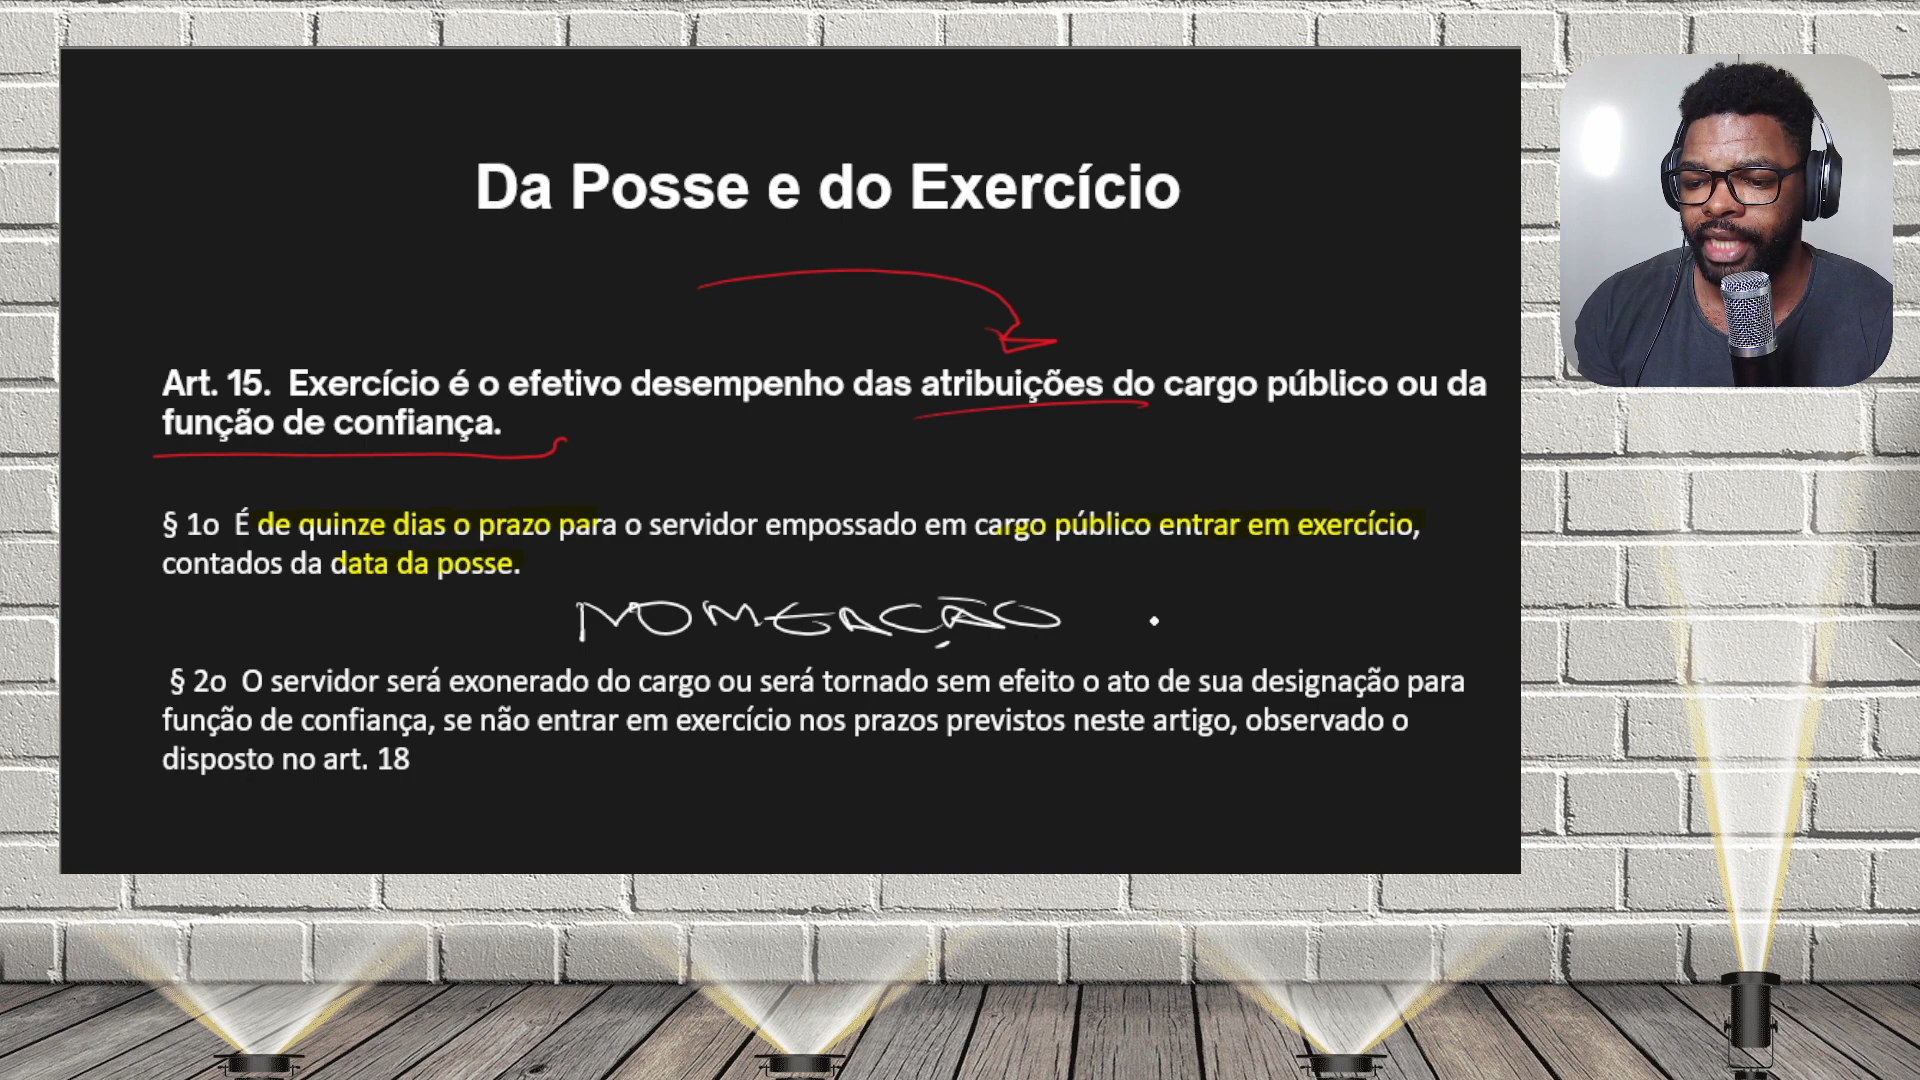 Da Posse e do Exercício
Art. 15. Exercício é o efetivo desempenho das atribuições do cargo público ou da
função de confiança.
§ 1o É de quinze dias o prazo para o servidor empossado em cargo público entrar em exercício,
contados da data da posse.
NOMEAÇÃO
§ 2o O servidor será exonerado do cargo ou será tornado sem efeito o ato de sua designação para
função de confiança, se não entrar em exercício nos prazos previstos neste artigo, observado o
disposto no art. 18